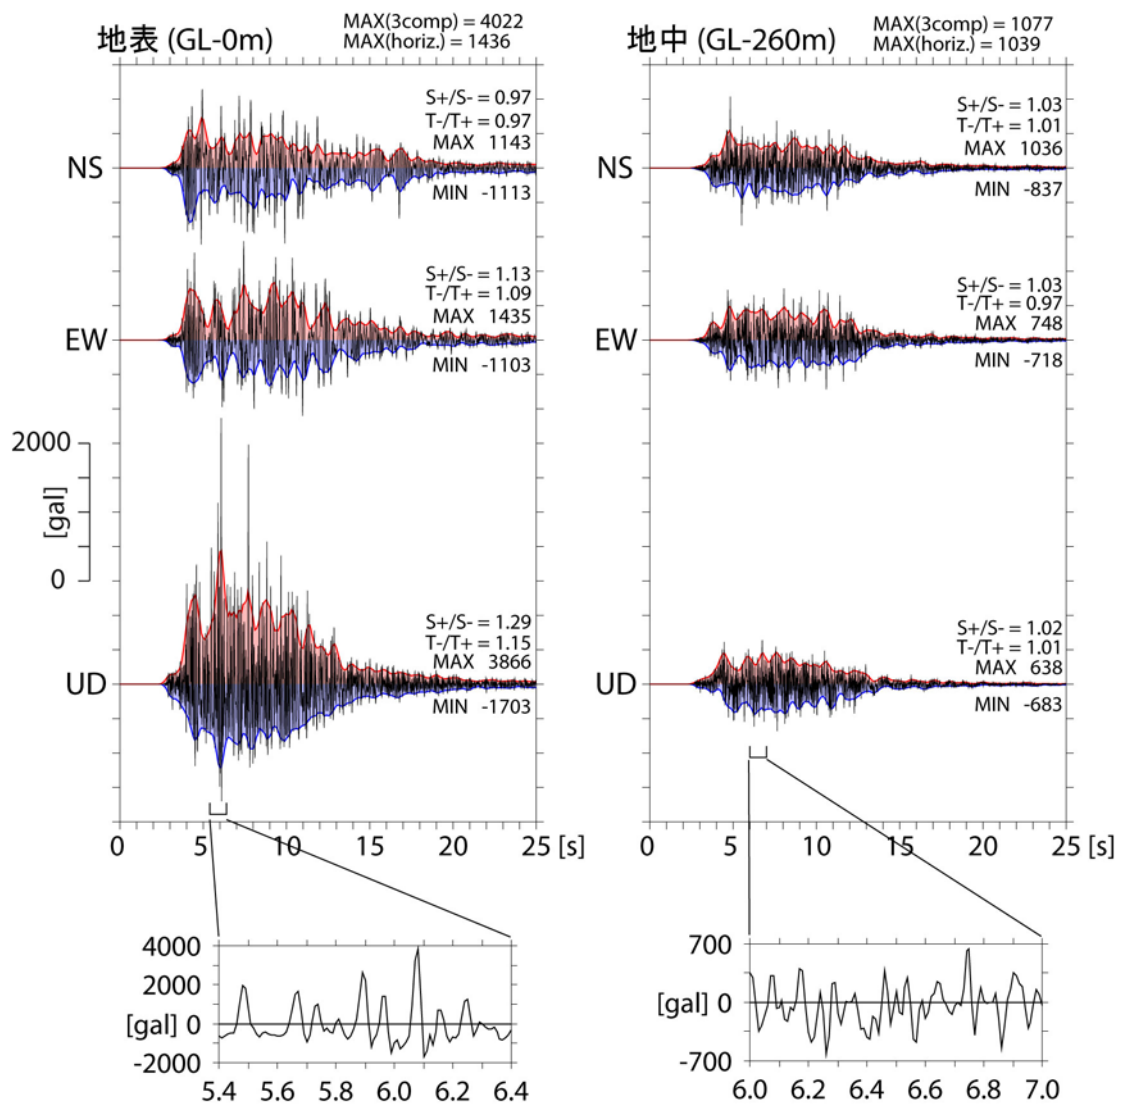 地表 (GL-0m)
MAX(3comp) = 4022
MAX(horiz.) = 1436
NS
S+/S- = 0.97
T-/T+ = 0.97
MAX 1143
MIN -1113
EW
S+/S- = 1.13
T-/T+ = 1.09
MAX 1435
MIN -1103
2000
[gal]
0
UD
S+/S- = 1.29
T-/T+ = 1.15
MAX 3866
MIN -1703
0 5 10 15 20 25 [s]
4000
2000
[gal] 0
-2000
5.4 5.6 5.8 6.0 6.2 6.4
地中 (GL-260m)
MAX(3comp) = 1077
MAX(horiz.) = 1039
NS
S+/S- = 1.03
T-/T+ = 1.01
MAX 1036
MIN -837
EW
S+/S- = 1.03
T-/T+ = 0.97
MAX 748
MIN -718
UD
S+/S- = 1.02
T-/T+ = 1.01
MAX 638
MIN -683
0 5 10 15 20 25 [s]
700
[gal] 0
-700
6.0 6.2 6.4 6.6 6.8 7.0